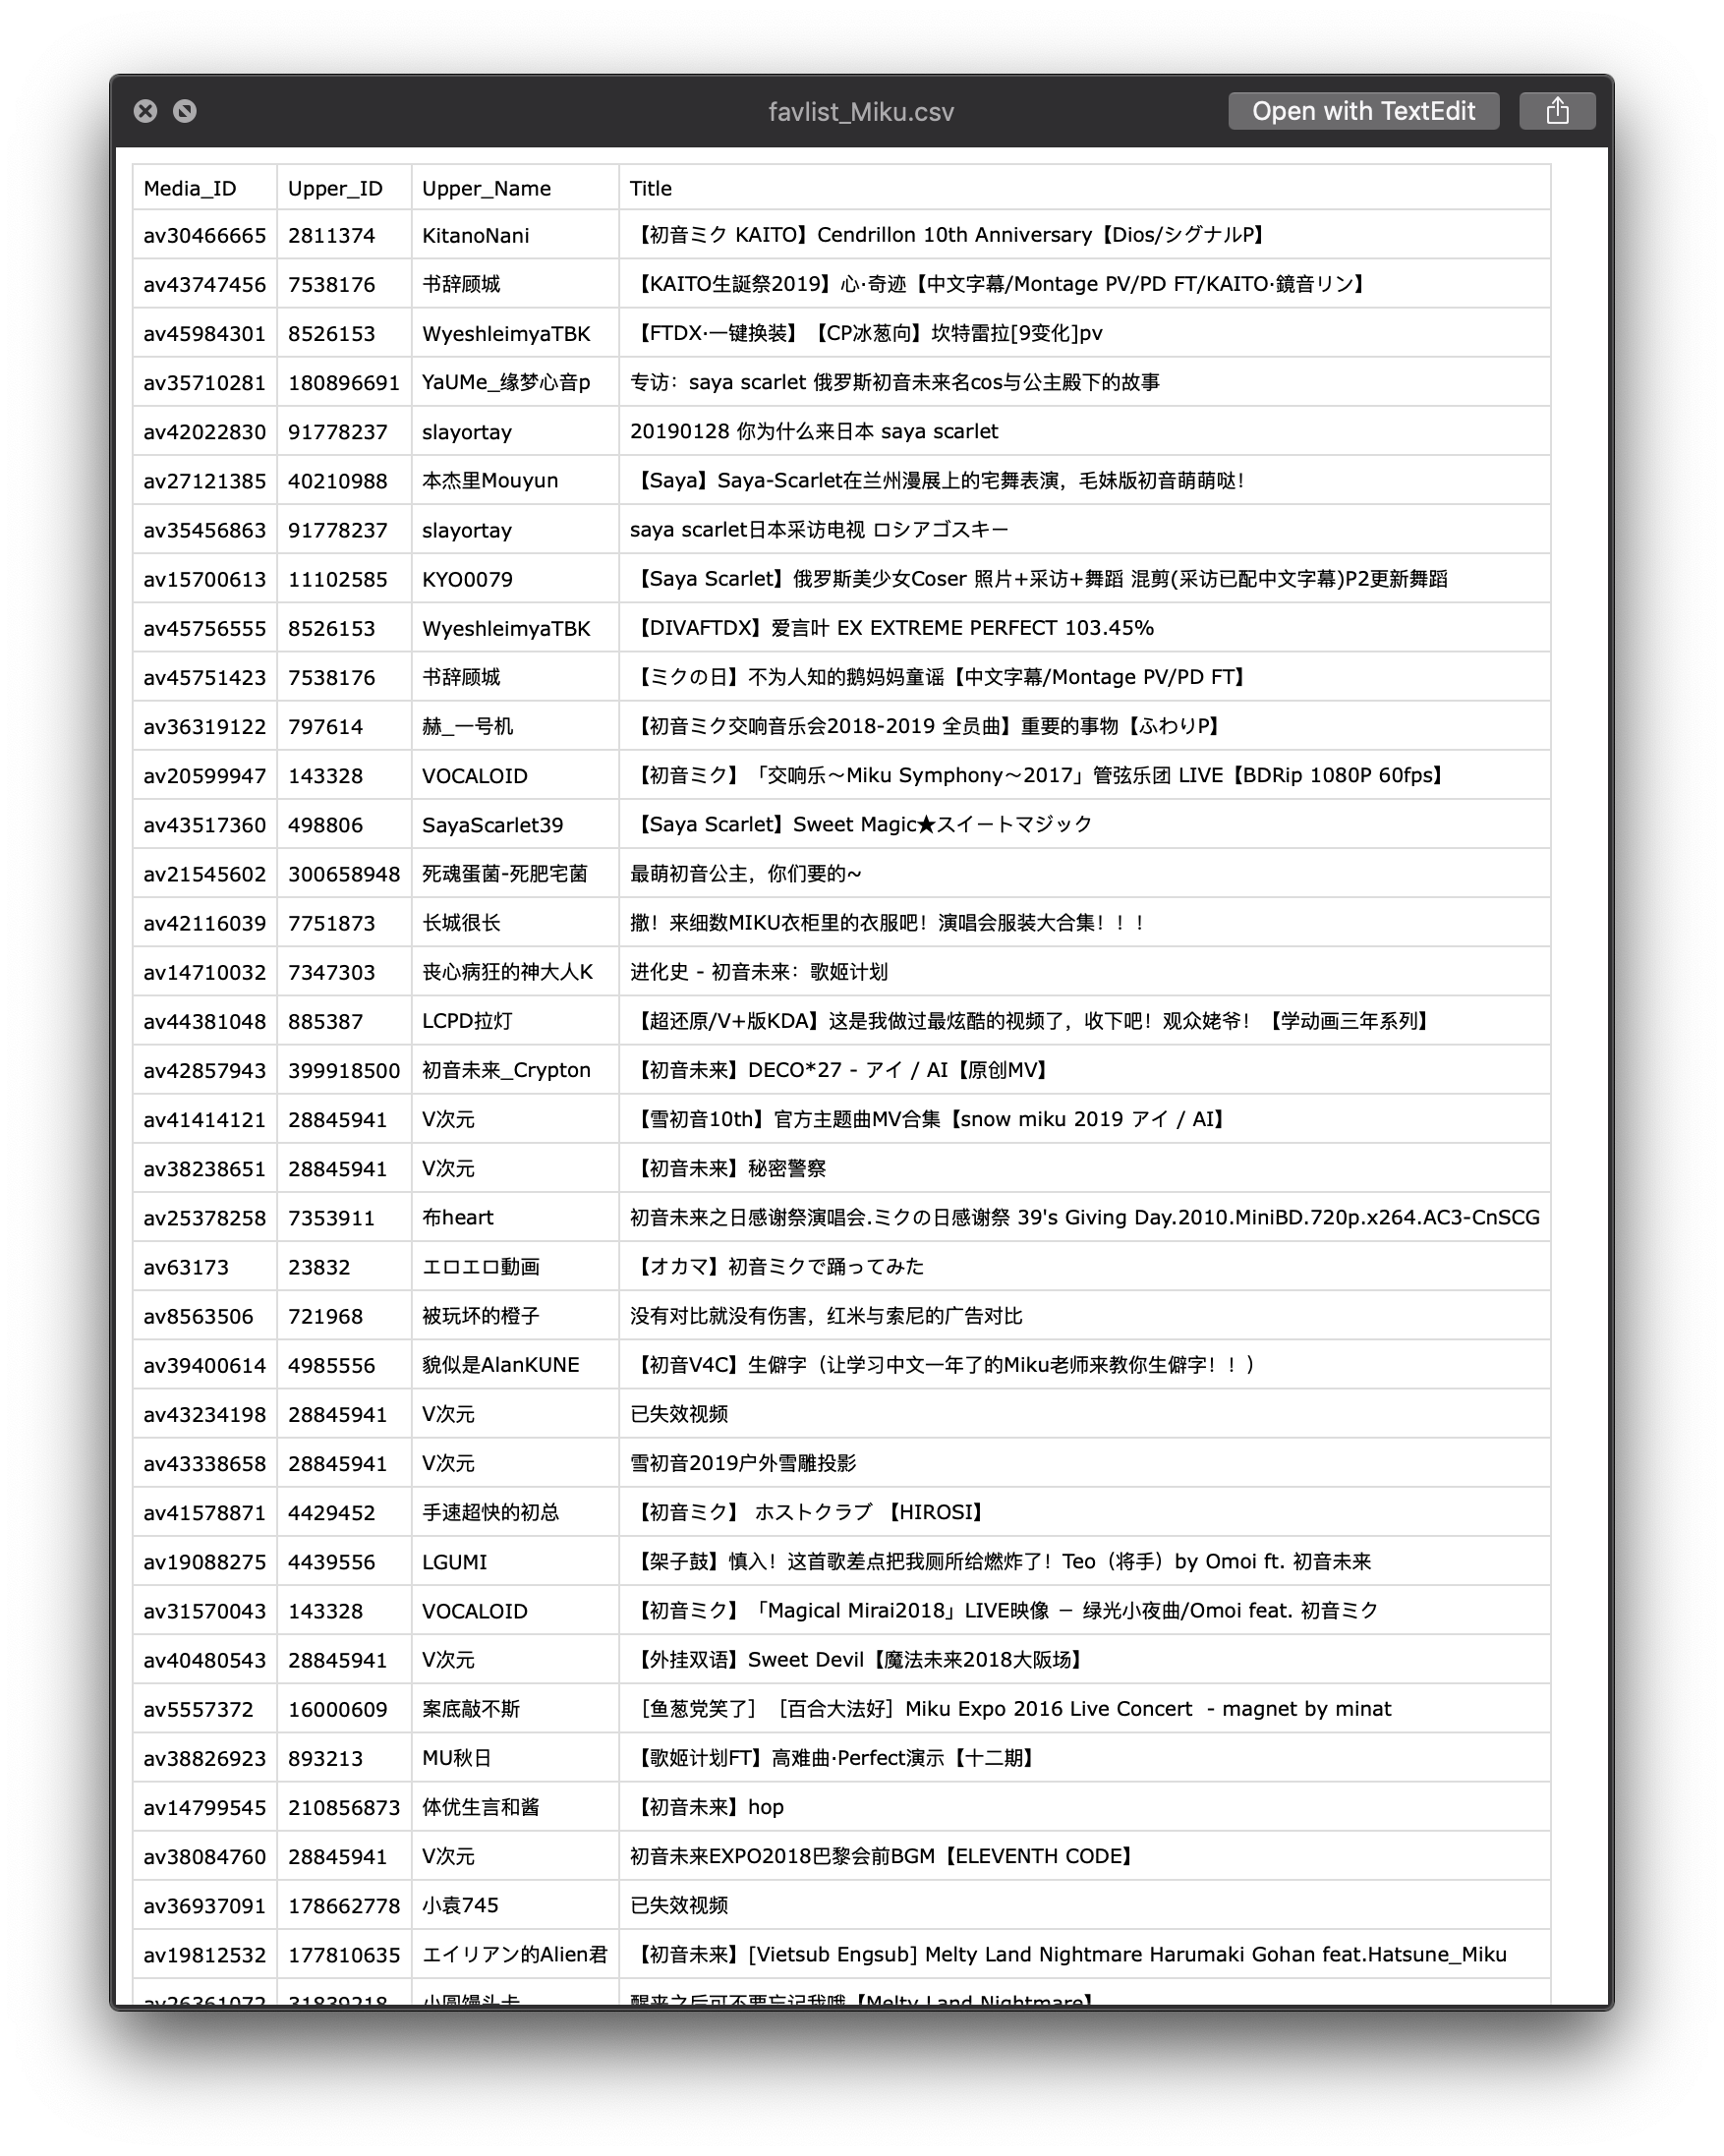 favlist_Miku.csv
Open with TextEdit
Media_ID Upper_ID Upper_Name Title
av30466665 2811374 KitanoNani 【初音ミク KAITO】Cendrillon 10th Anniversary【Dios/シグナルP】
av43747456 7538176 书辞顾城 【KAITO生誕祭2019】心·奇迹【中文字幕/Montage PV/PD FT/KAITO·鏡音リン】
av45984301 8526153 WyeshleimyaTBK 【FTDX·一键换装】【CP冰葱向】坎特雷拉[9变化]pv
av35710281 180896691 YaUMe_缘梦心音p 专访：saya scarlet 俄罗斯初音未来名cos与公主殿下的故事
av42022830 91778237 slayortay 20190128 你为什么来日本 saya scarlet
av27121385 40210988 本杰里Mouyun 【Saya】Saya-Scarlet在兰州漫展上的宅舞表演，毛妹版初音萌萌哒！
av35456863 91778237 slayortay saya scarlet日本采访电视 ロシアゴスキー
av15700613 11102585 KYO0079 【Saya Scarlet】俄罗斯美少女Coser 照片+采访+舞蹈 混剪(采访已配中文字幕)P2更新舞蹈
av45756555 8526153 WyeshleimyaTBK 【DIVAFTDX】爱言叶 EX EXTREME PERFECT 103.45%
av45751423 7538176 书辞顾城 【ミクの日】不为人知的鹅妈妈童谣【中文字幕/Montage PV/PD FT】
av36319122 797614 赫_一号机 【初音ミク交响音乐会2018-2019 全员曲】重要的事物【ふわりP】
av20599947 143328 VOCALOID 【初音ミク】「交响乐～Miku Symphony～2017」管弦乐团 LIVE【BDRip 1080P 60fps】
av43517360 498806 SayaScarlet39 【Saya Scarlet】Sweet Magic★スイートマジック
av21545602 300658948 死魂蛋菌-死肥宅菌 最萌初音公主，你们要的~
av42116039 7751873 长城很长 撒！来细数MIKU衣柜里的衣服吧！演唱会服装大合集！！！
av14710032 7347303 丧心病狂的神大人K 进化史 - 初音未来：歌姬计划
av44381048 885387 LCPD拉灯 【超还原/V+版KDA】这是我做过最炫酷的视频了，收下吧！观众姥爷！【学动画三年系列】
av42857943 399918500 初音未来_Crypton 【初音未来】DECO*27 - アイ / AI【原创MV】
av41414121 28845941 V次元 【雪初音10th】官方主题曲MV合集【snow miku 2019 アイ / AI】
av38238651 28845941 V次元 【初音未来】秘密警察
av25378258 7353911 布heart 初音未来之日感谢祭演唱会.ミクの日感谢祭 39's Giving Day.2010.MiniBD.720p.x264.AC3-CnSCG
av63173 23832 エロエロ動画 【オカマ】初音ミクで踊ってみた
av8563506 721968 被玩坏的橙子 没有对比就没有伤害，红米与索尼的广告对比
av39400614 4985556 貌似是AlanKUNE 【初音V4C】生僻字（让学习中文一年了的Miku老师来教你生僻字！！）
av43234198 28845941 V次元 已失效视频
av43338658 28845941 V次元 雪初音2019户外雪雕投影
av41578871 4429452 手速超快的初总 【初音ミク】 ホストクラブ 【HIROSI】
av19088275 4439556 LGUMI 【架子鼓】慎入！这首歌差点把我厕所给燃炸了！Teo（将手）by Omoi ft. 初音未来
av31570043 143328 VOCALOID 【初音ミク】「Magical Mirai2018」LIVE映像 － 绿光小夜曲/Omoi feat. 初音ミク
av40480543 28845941 V次元 【外挂双语】Sweet Devil【魔法未来2018大阪场】
av5557372 16000609 案底敲不斯 ［鱼葱党笑了］［百合大法好］Miku Expo 2016 Live Concert - magnet by minat
av38826923 893213 MU秋日 【歌姬计划FT】高难曲·Perfect演示【十二期】
av14799545 210856873 体优生言和酱 【初音未来】hop
av38084760 28845941 V次元 初音未来EXPO2018巴黎会前BGM【ELEVENTH CODE】
av36937091 178662778 小袁745 已失效视频
av19812532 177810635 エイリアン的Alien君 【初音未来】[Vietsub Engsub] Melty Land Nightmare Harumaki Gohan feat.Hatsune_Miku
av26361072 31839218 小圆馒头卡 醒来之后可不要忘记我哦【Melty Land Nightmare】